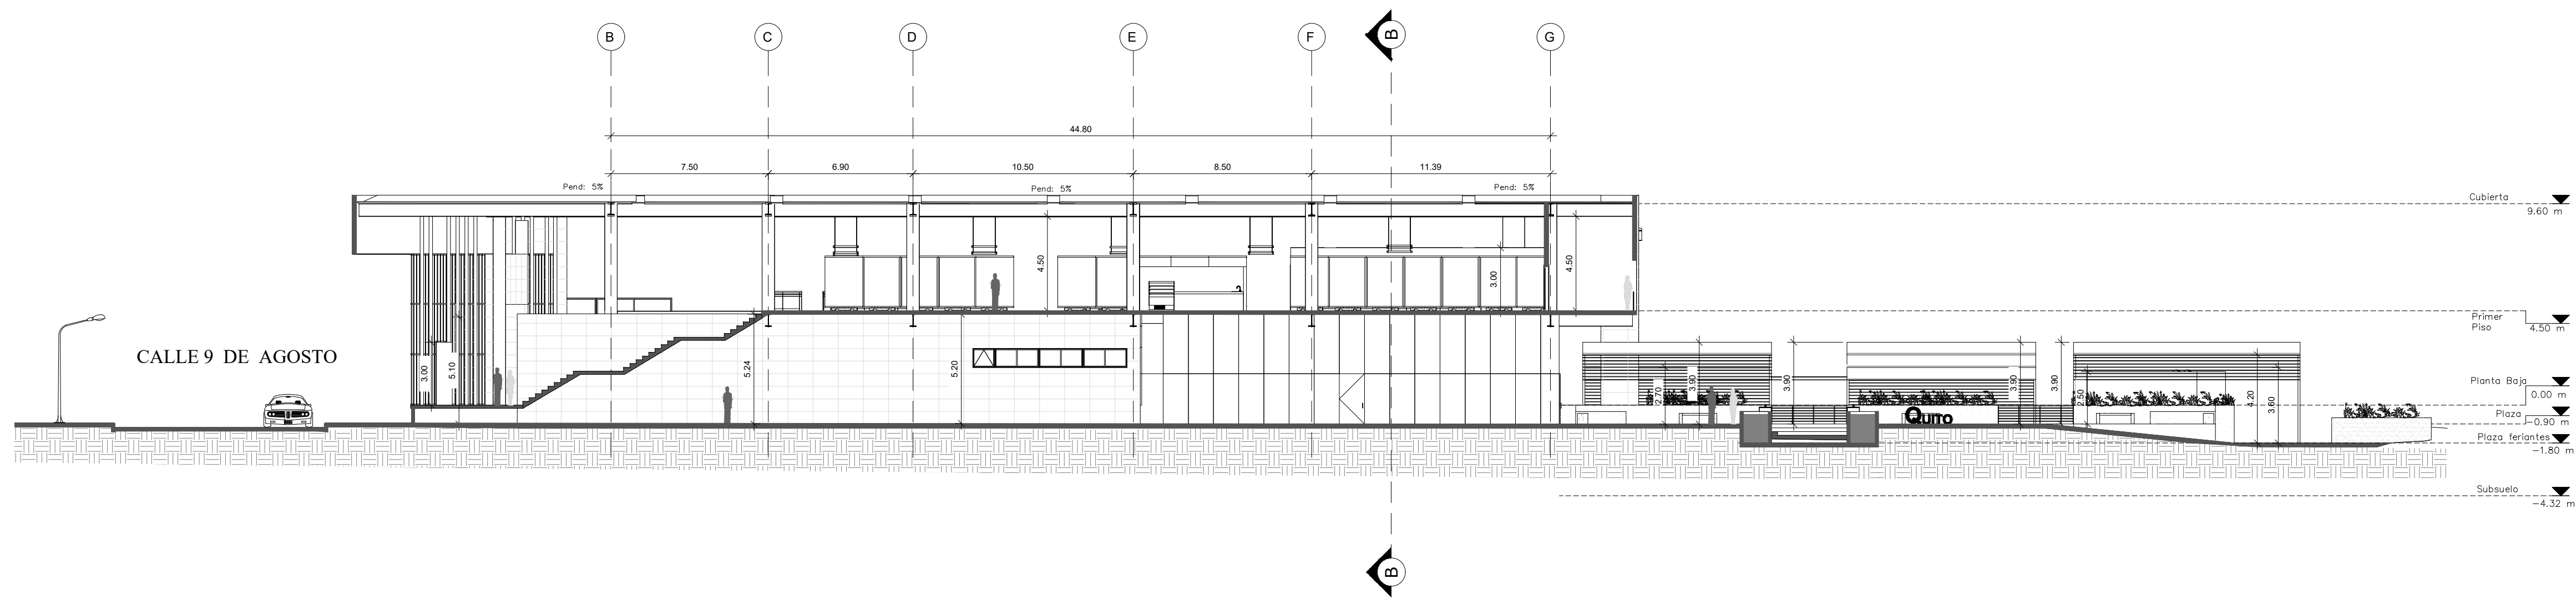 B C D E F B G
44.80
7.50 6.90 10.50 8.50 11.39
Pend: 5% Pend: 5% Pend: 5%
Cubierta
9.60 m
4.50 3.00 4.50
Primer
Piso
4.50 m
CALLE 9 DE AGOSTO
3.00 5.10 5.24 5.20
2.70 3.90 3.90 3.90 3.90 2.50 4.20 3.60
Planta Baja
0.00 m
Quito
Plaza
-0.90 m
Plaza feriantes
-1.80 m
Subsuelo
-4.32 m
B